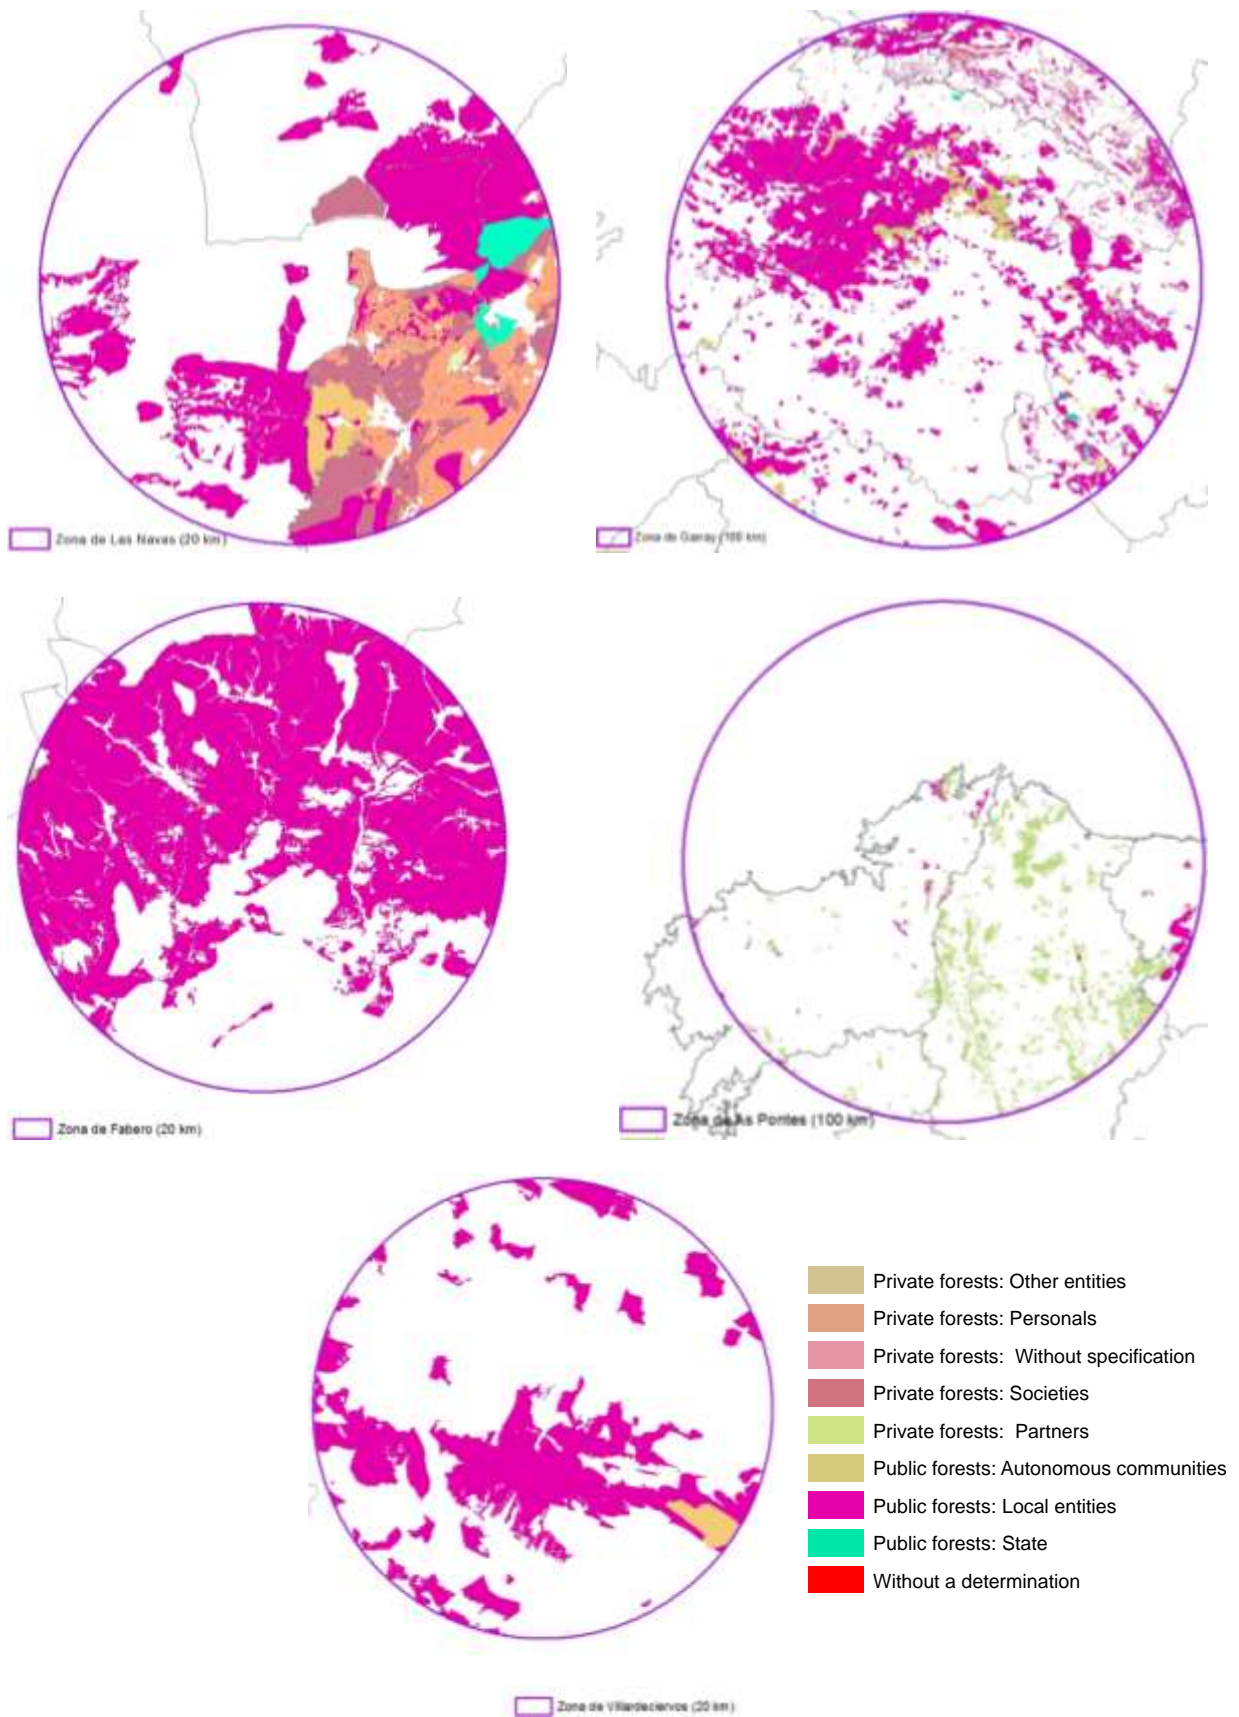 Zona de Las Navas (20 km)
Zona de Garray (100 km)
Zona de Fabero (20 km)
Zona de As Pontes (100 km)
Private forests: Other entities
Private forests: Personals
Private forests: Without specification
Private forests: Societies
Private forests: Partners
Public forests: Autonomous communities
Public forests: Local entities
Public forests: State
Without a determination
Zona de Villardeciervos (20 km)